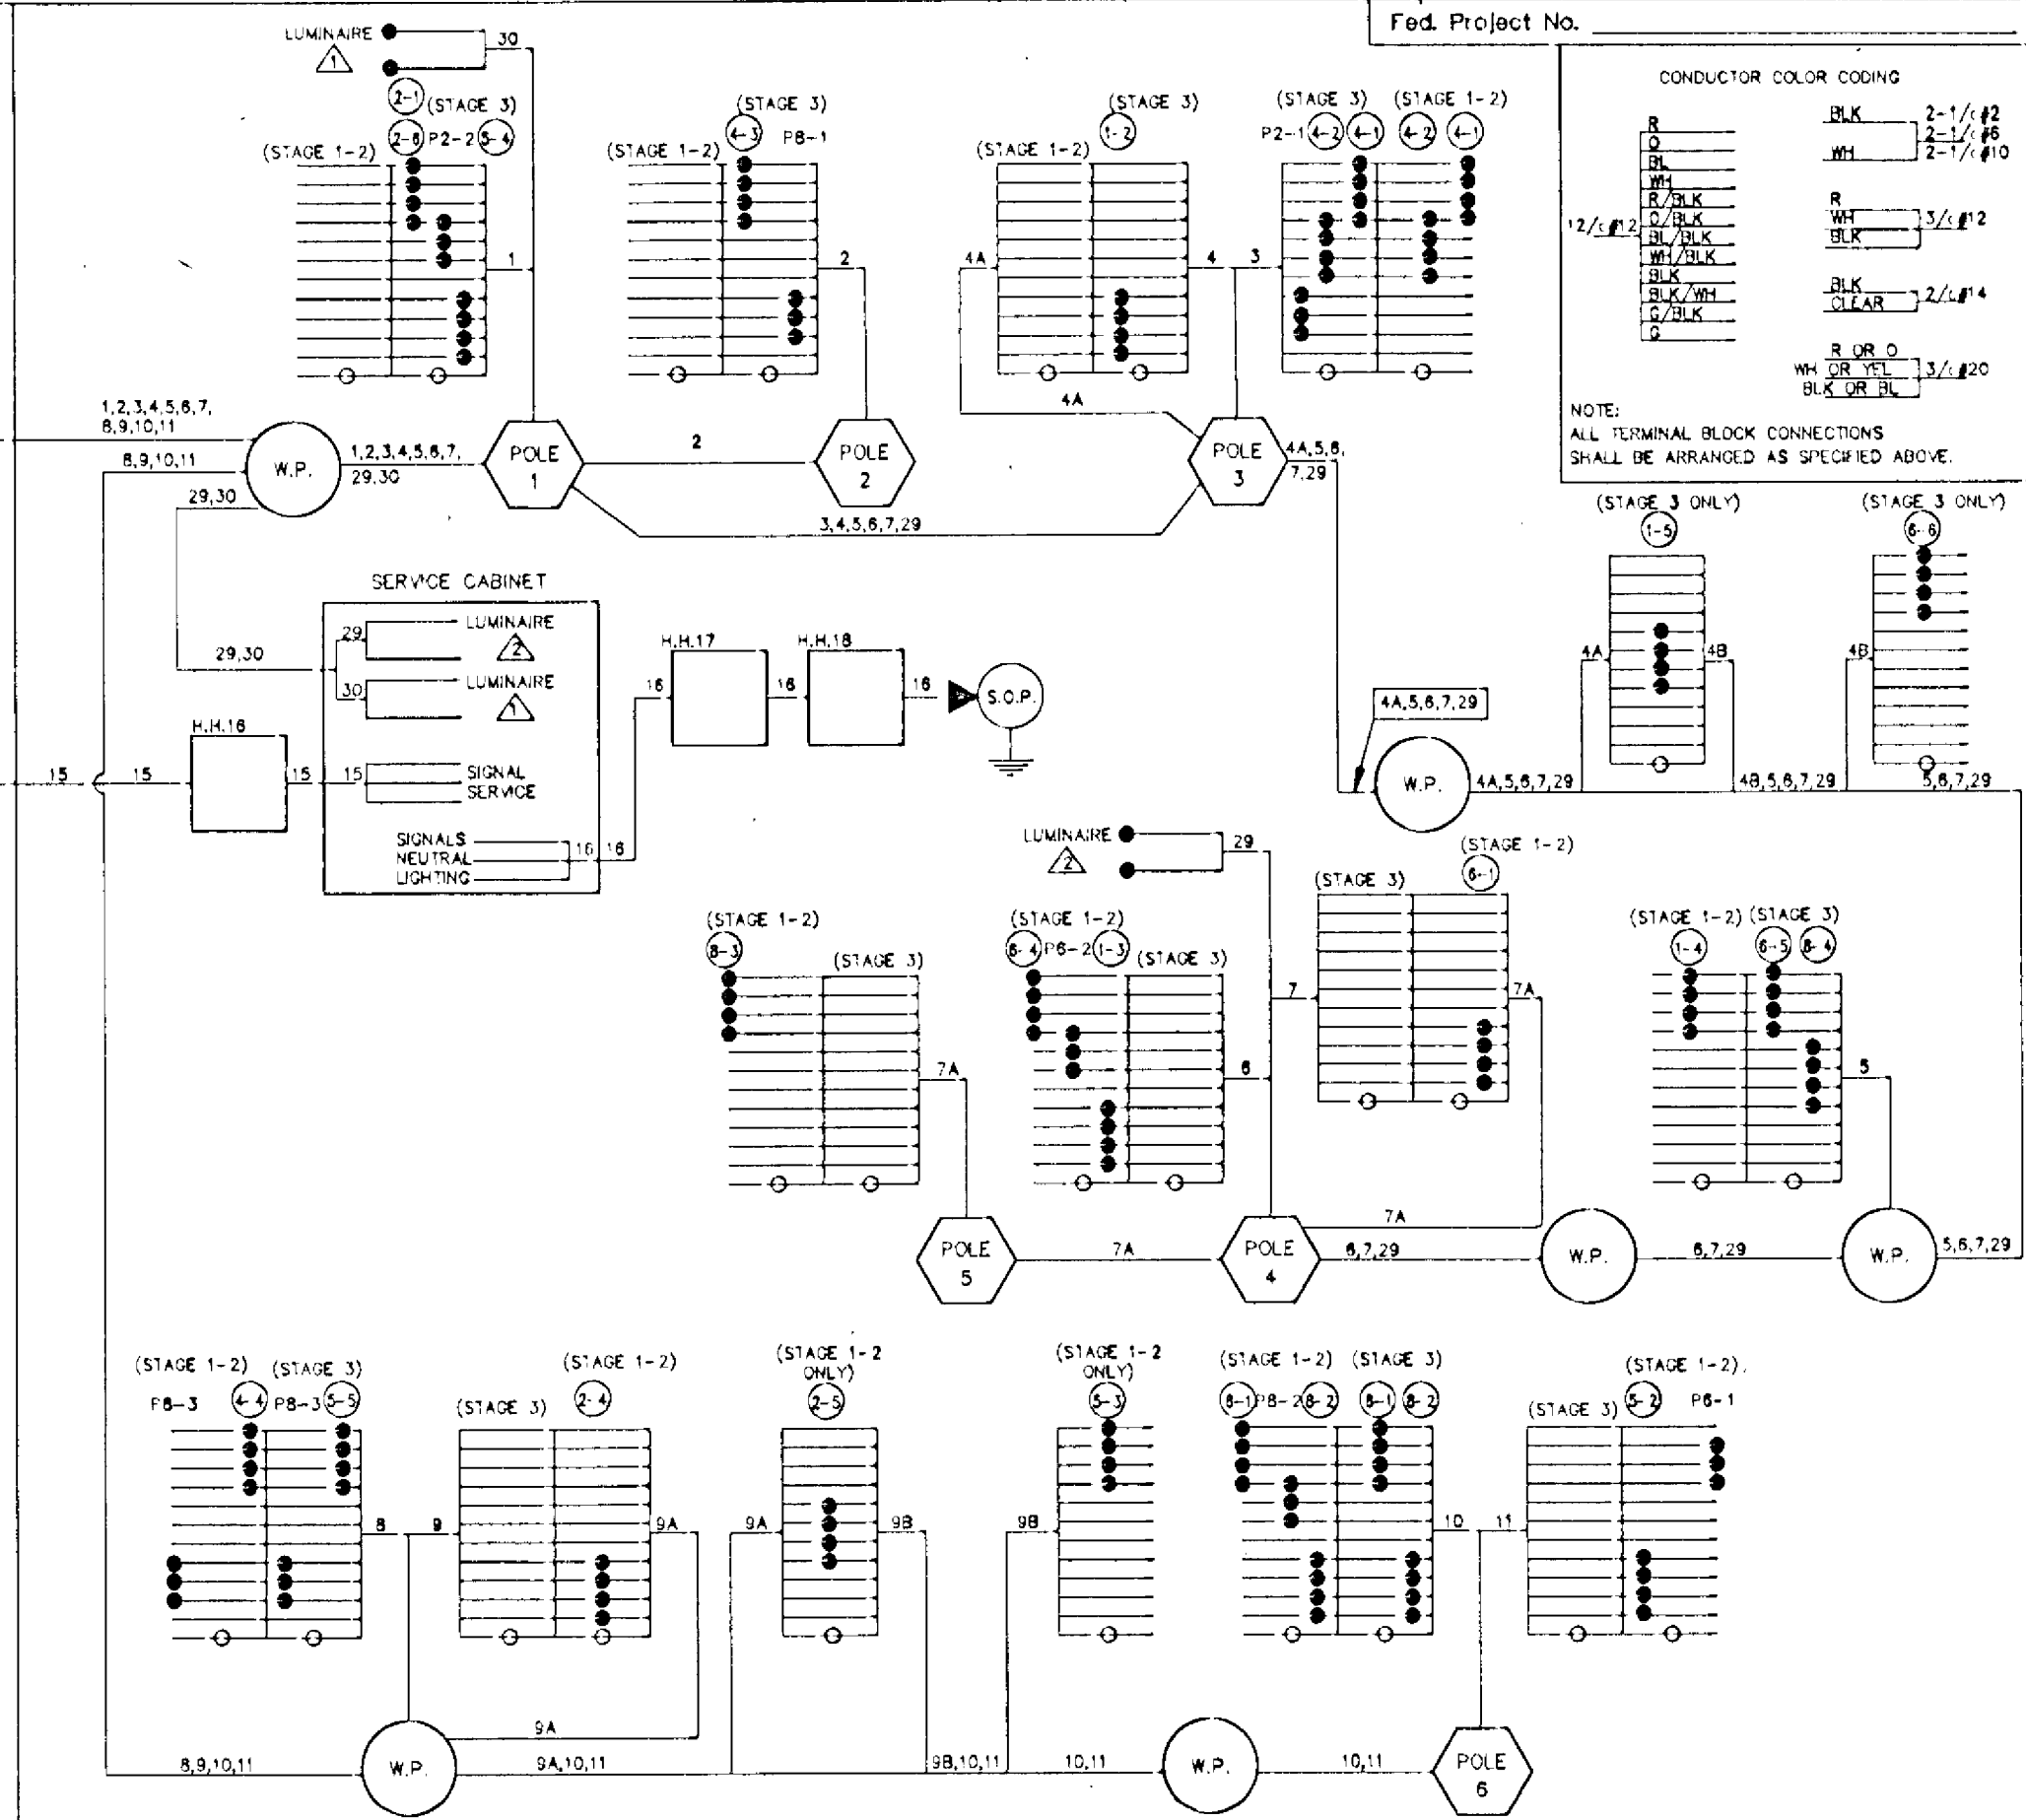 Fed. Project No.
CONDUCTOR COLOR CODING
R
O
BL
WH
R/BLK
O/BLK
BL/BLK
WH/BLK
BLK
BLK/WH
G/BLK
G
12/c #12
BLK
WH
2-1/c #2
2-1/c #6
2-1/c #10
R
WH
BLK
3/c #12
BLK
CLEAR
2/c #14
R OR O
WH OR YEL
BLK OR BL
3/c #20
NOTE:
ALL TERMINAL BLOCK CONNECTIONS
SHALL BE ARRANGED AS SPECIFIED ABOVE.
LUMINAIRE
1
30
2-1
(STAGE 3)
2-6
P2-2
5-4
(STAGE 1-2)
1
(STAGE 3)
4-3
P8-1
(STAGE 1-2)
2
(STAGE 3)
1-2
(STAGE 1-2)
4A
4
3
4A
(STAGE 3)
(STAGE 1-2)
P2-1
4-2
4-1
4-2
4-1
1,2,3,4,5,6,7,
8,9,10,11
8,9,10,11
29,30
W.P.
1,2,3,4,5,6,7,
29,30
POLE
1
2
POLE
2
3,4,5,6,7,29
POLE
3
4A,5,6,
7,29
(STAGE 3 ONLY)
1-5
4A
4B
(STAGE 3 ONLY)
6-6
4B
SERVICE CABINET
29
LUMINAIRE
2
29,30
30
LUMINAIRE
1
H.H.16
15
15
15
15
SIGNAL
SERVICE
SIGNALS
NEUTRAL
LIGHTING
16
16
16
H.H.17
16
H.H.18
16
S.O.P.
4A,5,6,7,29
W.P.
4A,5,6,7,29
4B,5,6,7,29
5,6,7,29
LUMINAIRE
2
29
(STAGE 1-2)
6-1
(STAGE 3)
7
7A
(STAGE 1-2)
8-3
(STAGE 3)
7A
(STAGE 1-2)
6-4
P6-2
1-3
(STAGE 3)
6
(STAGE 1-2)
(STAGE 3)
1-4
6-5
8-4
5
7A
POLE
5
7A
POLE
4
6,7,29
W.P.
6,7,29
W.P.
5,6,7,29
(STAGE 1-2)
(STAGE 3)
P8-3
4-4
P8-3
5-5
8
(STAGE 1-2)
2-4
(STAGE 3)
9
9A
(STAGE 1-2
ONLY)
2-5
9A
9B
(STAGE 1-2
ONLY)
5-3
9B
(STAGE 1-2)
(STAGE 3)
8-1
P8-2
8-2
8-1
8-2
10
(STAGE 1-2)
5-2
P6-1
(STAGE 3)
11
9A
8,9,10,11
W.P.
9A,10,11
9B,10,11
10,11
W.P.
10,11
POLE
6